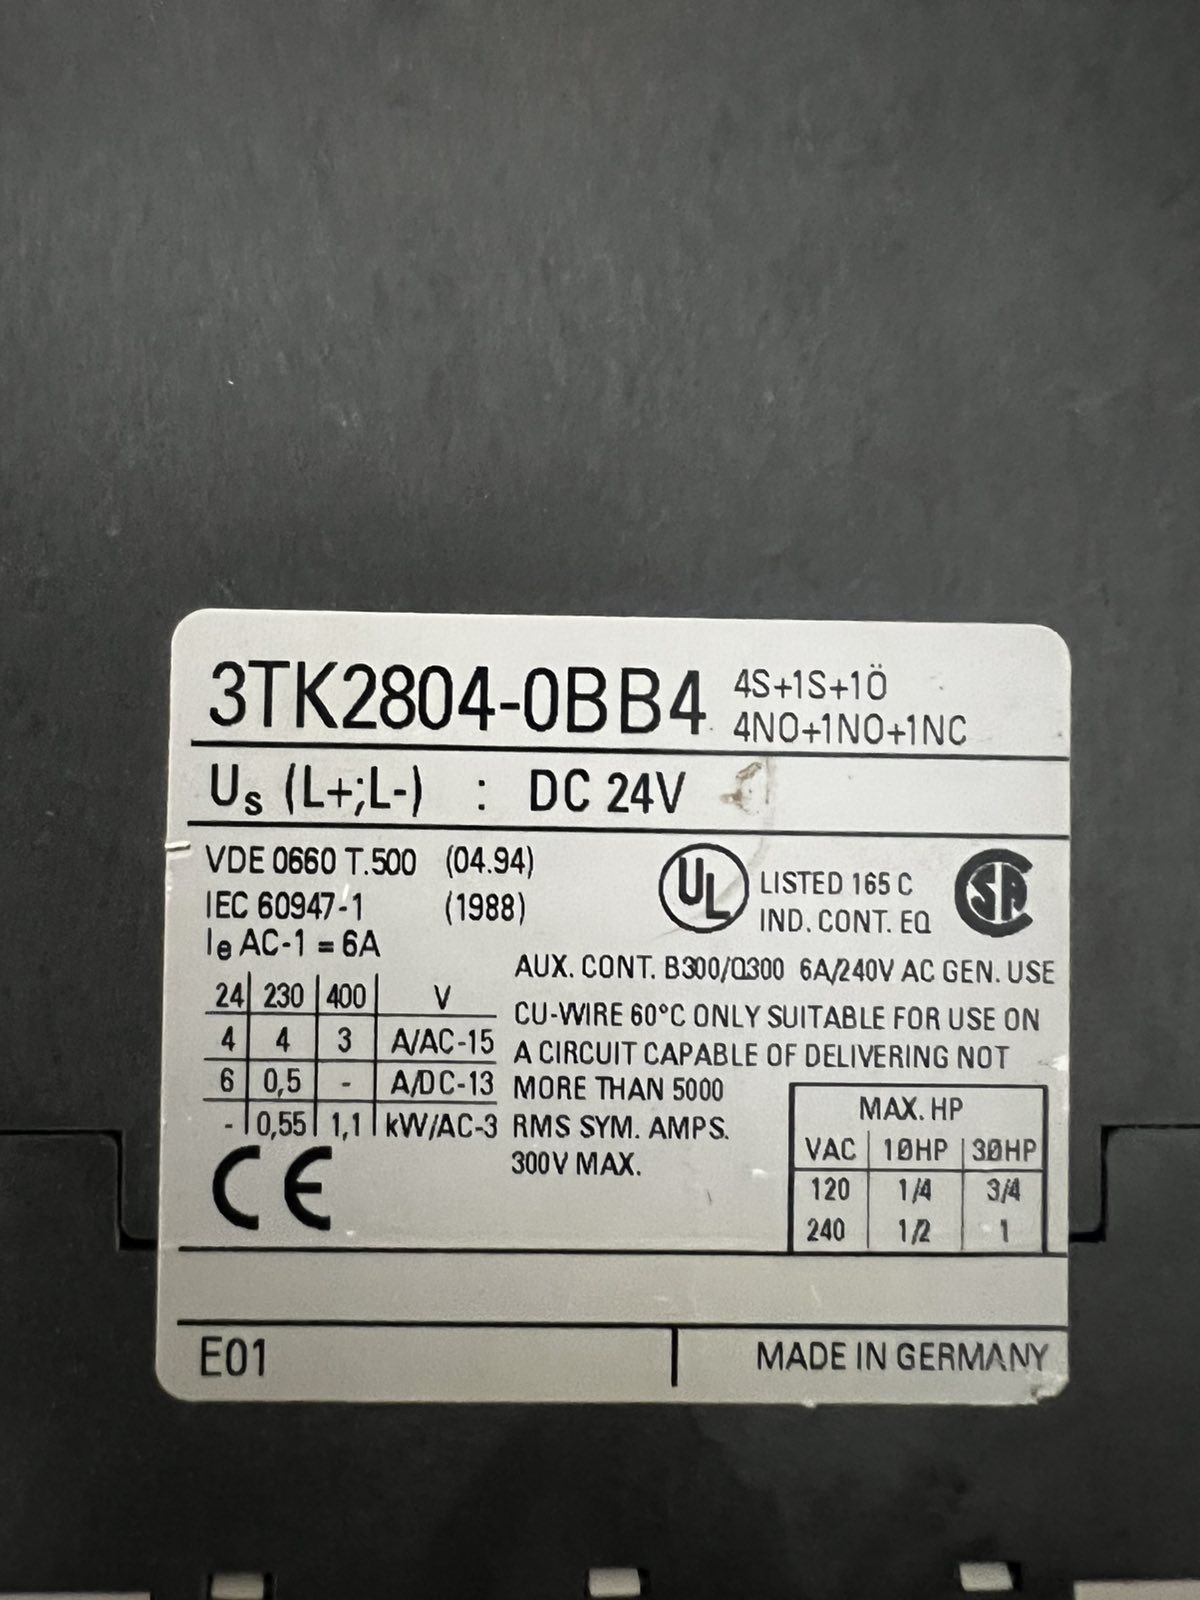 3TK2804-0BB4 4S+1S+1Ö
4NO+1NO+1NC
Us (L+;L-) : DC 24V
VDE 0660 T.500 (04.94)
IEC 60947-1 (1988)
Ie AC-1 = 6A
UL LISTED 165 C
IND. CONT. EQ
SA
AUX. CONT. B300/Q300 6A/240V AC GEN. USE
CU-WIRE 60°C ONLY SUITABLE FOR USE ON
A CIRCUIT CAPABLE OF DELIVERING NOT
MORE THAN 5000
RMS SYM. AMPS.
300V MAX.
24 230 400 V
4 4 3 A/AC-15
6 0,5 - A/DC-13
- 0,55 1,1 kW/AC-3
CE
MAX. HP
VAC 1ØHP 3ØHP
120 1/4 3/4
240 1/2 1
E01 MADE IN GERMANY